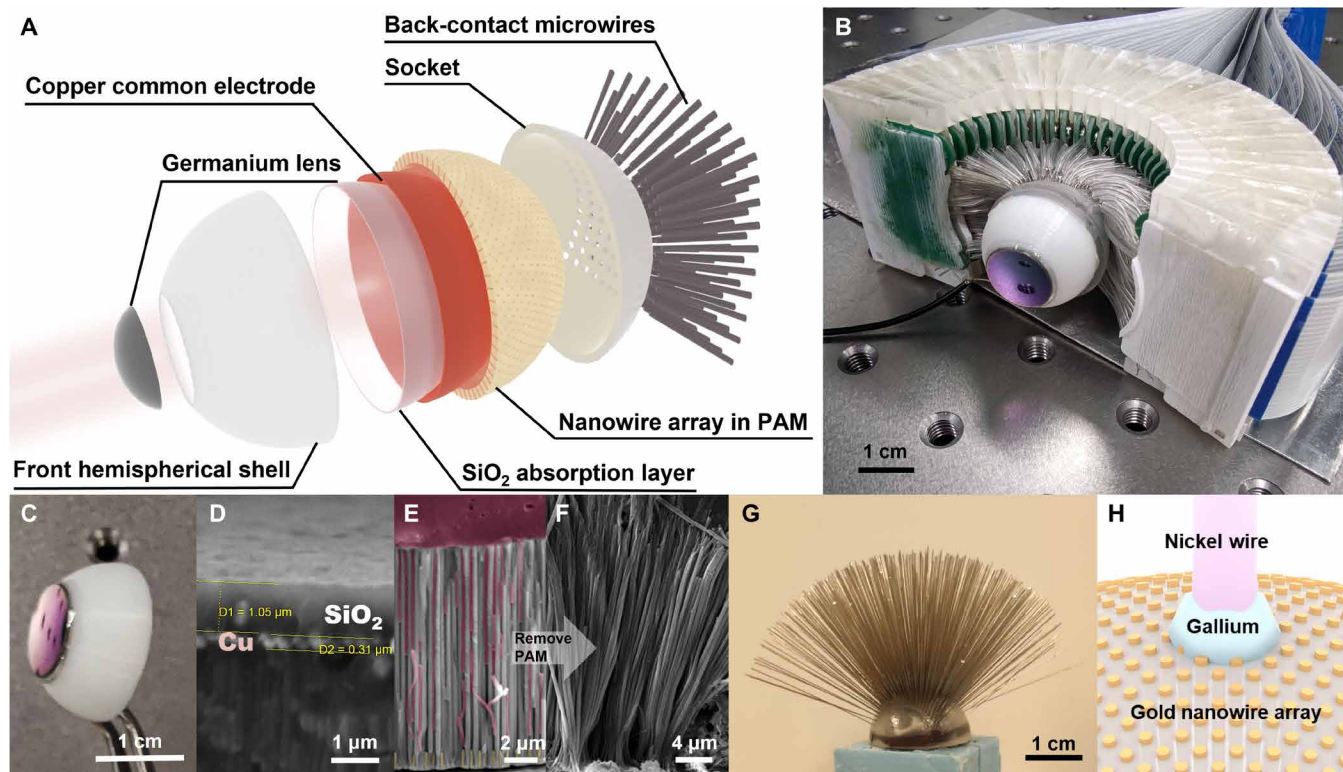 A
Back-contact microwires
Socket
Copper common electrode
Germanium lens
Nanowire array in PAM
SiO₂ absorption layer
Front hemispherical shell
B
1 cm
C
1 cm
D
D1 = 1.05 µm
SiO₂
Cu
D2 = 0.31 µm
1 µm
E
Remove
PAM
2 µm
F
4 µm
G
1 cm
H
Nickel wire
Gallium
Gold nanowire array